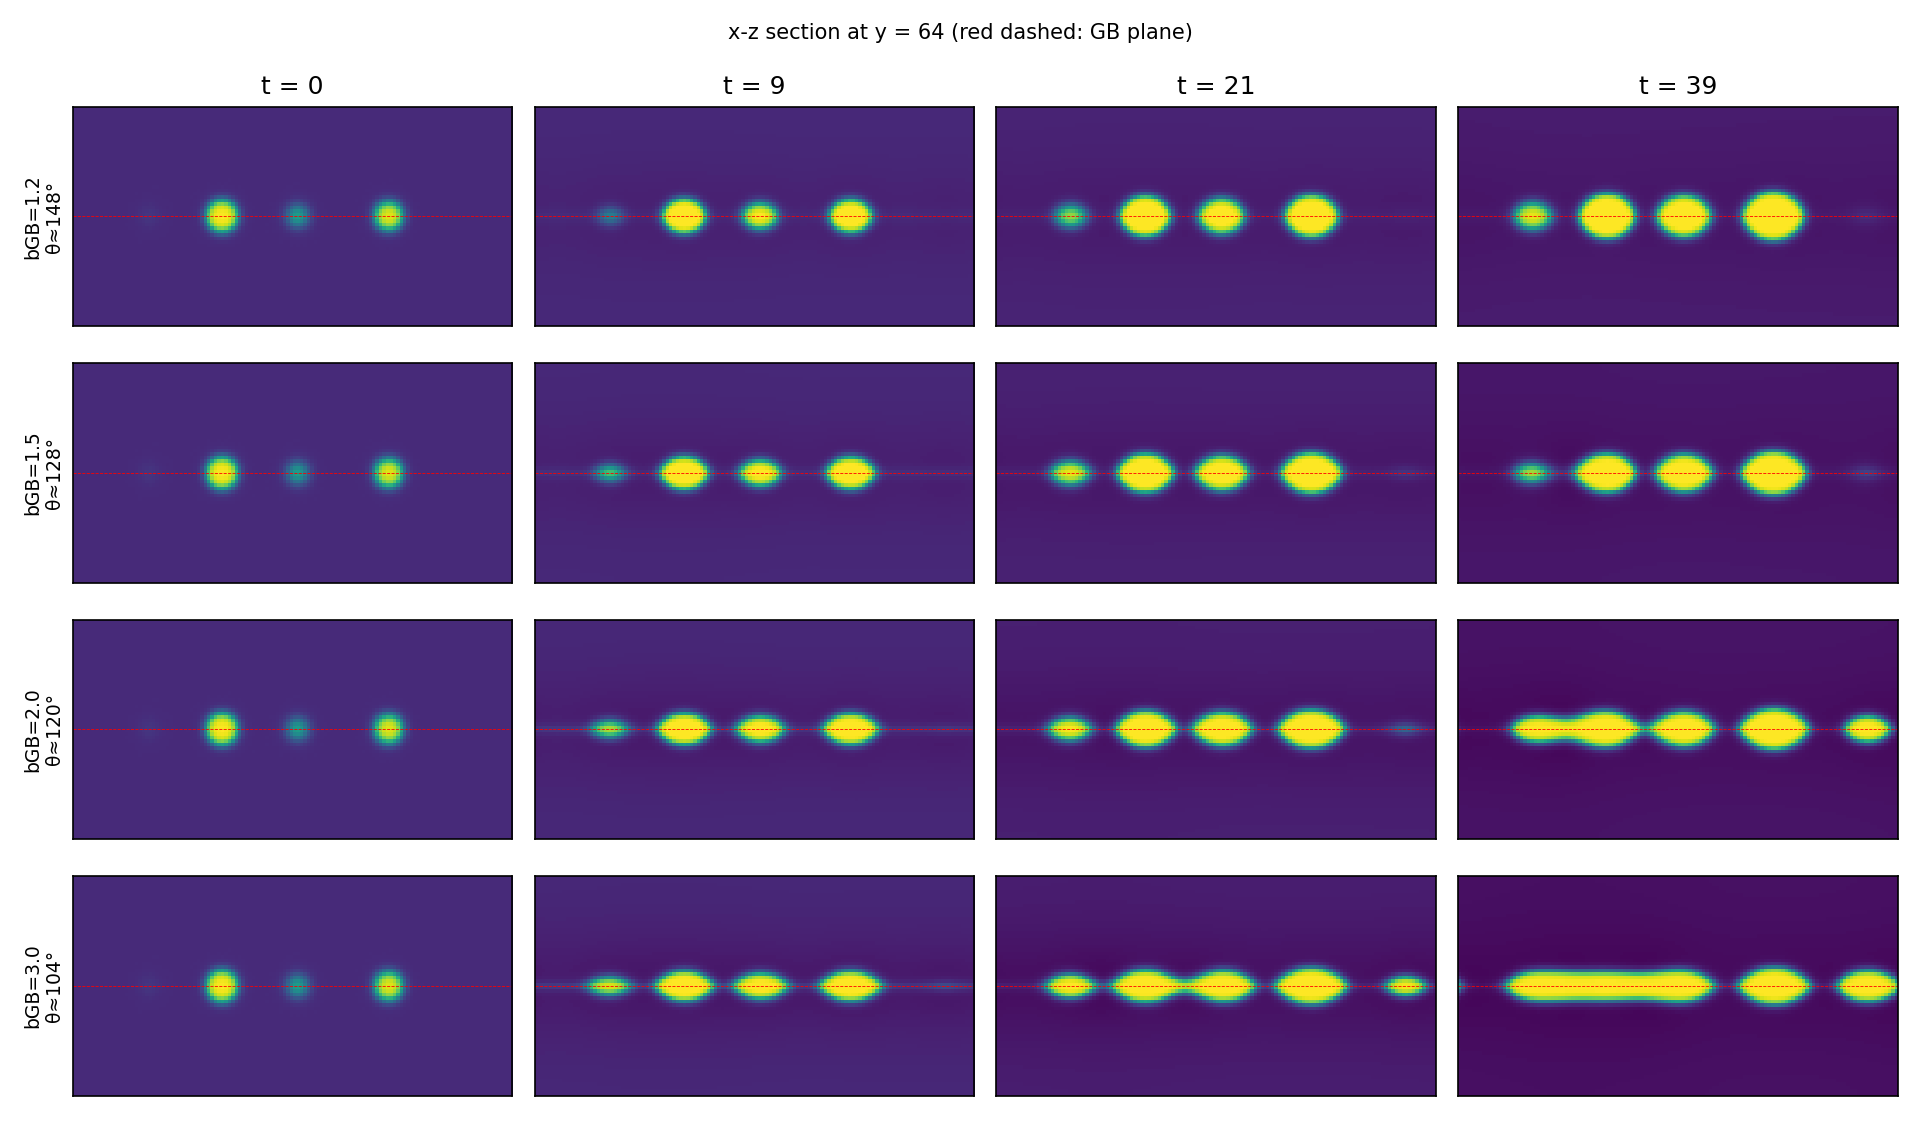 x-z section at y = 64 (red dashed: GB plane)
t = 0
t = 9
t = 21
t = 39
bGB=1.2
θ≈148°
bGB=1.5
θ≈128°
bGB=2.0
θ≈120°
bGB=3.0
θ≈104°